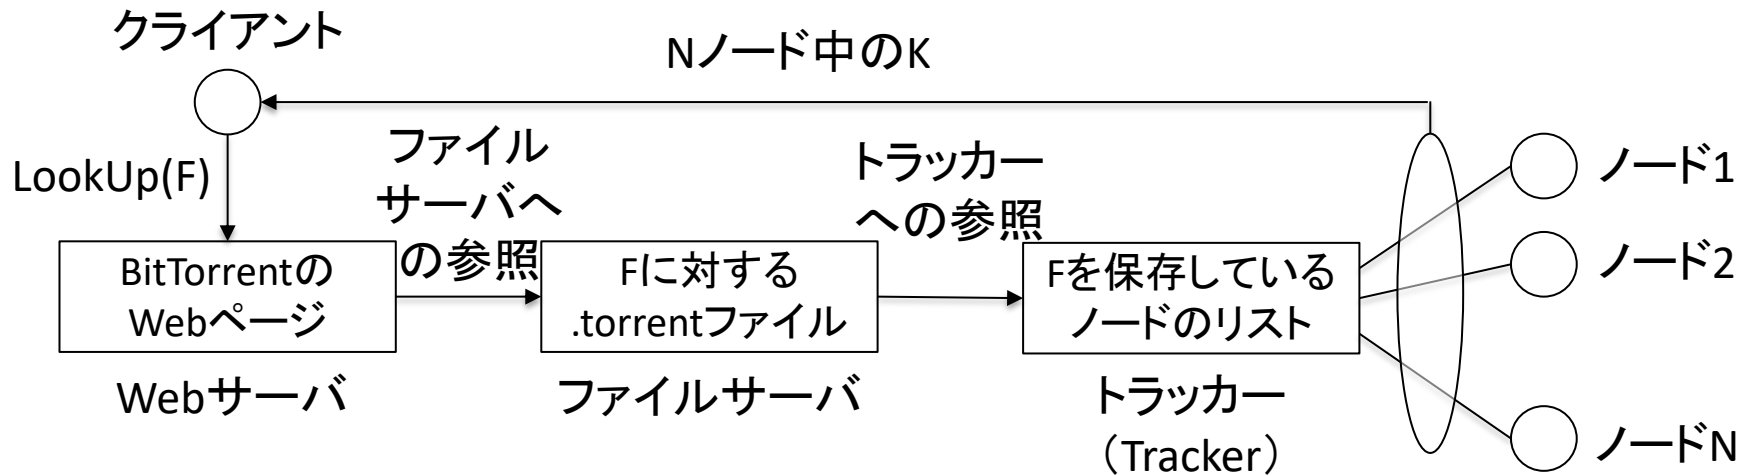 クライアント
Nノード中のK
LookUp(F)
ファイル
サーバへ
の参照
トラッカー
への参照
BitTorrentの
Webページ
Webサーバ
Fに対する
.torrentファイル
ファイルサーバ
Fを保存している
ノードのリスト
トラッカー
（Tracker）
ノード1
ノード2
ノードN